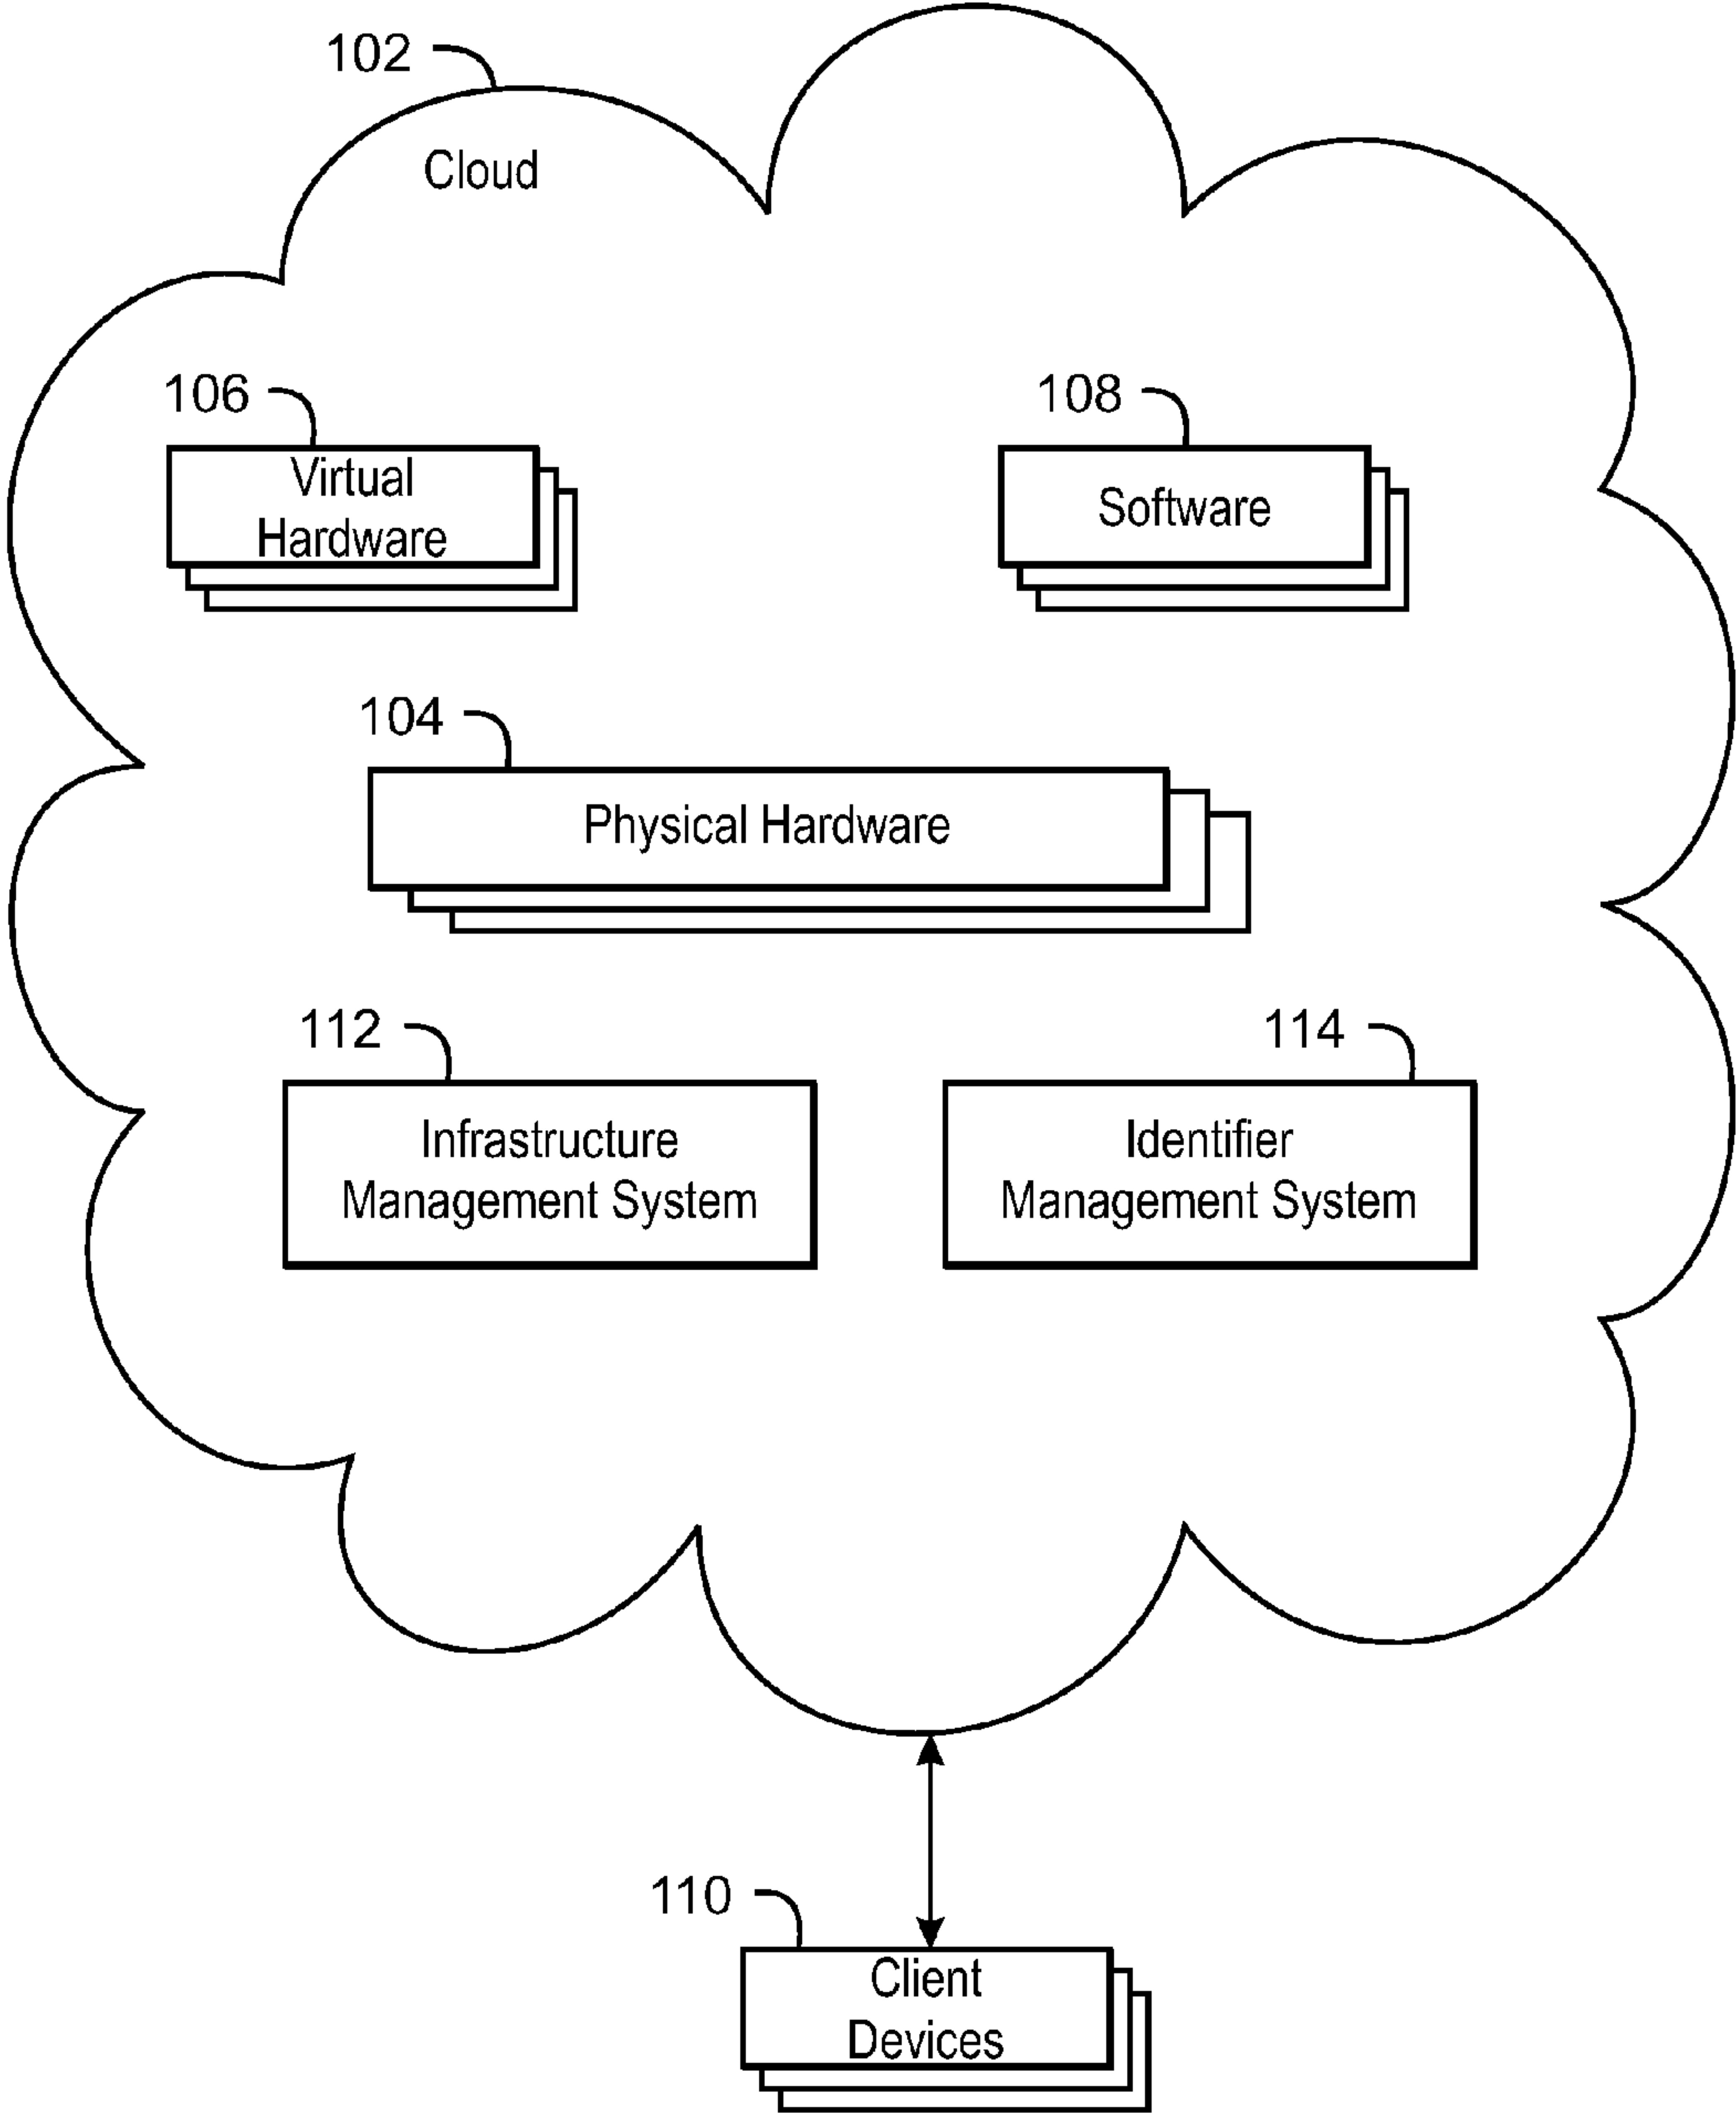 102
Cloud
106
108
Virtual
Hardware
Software
104
Physical Hardware
112
114
Infrastructure
Management System
Identifier
Management System
110
Client
Devices